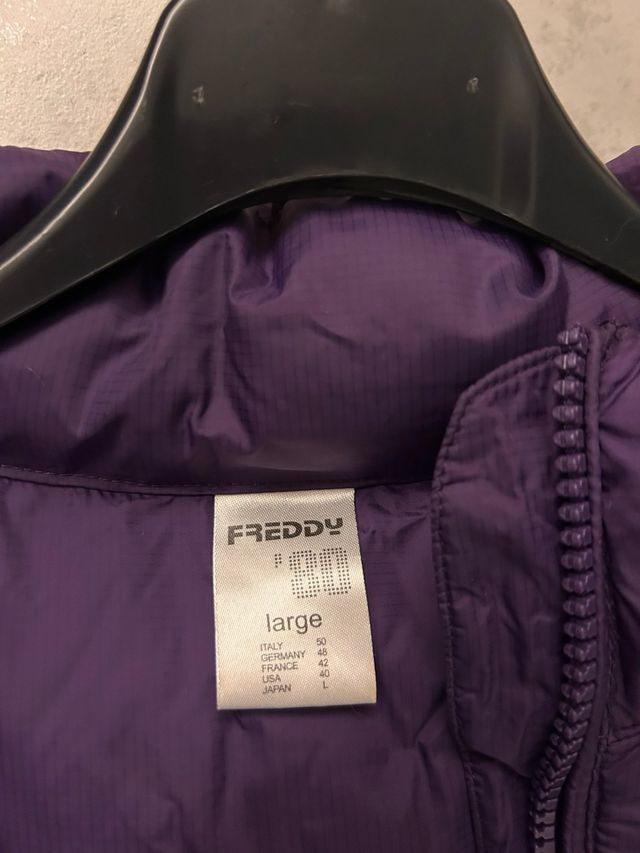 FREDDY
'80
large
ITALY 50
GERMANY 48
FRANCE 42
USA 40
JAPAN L